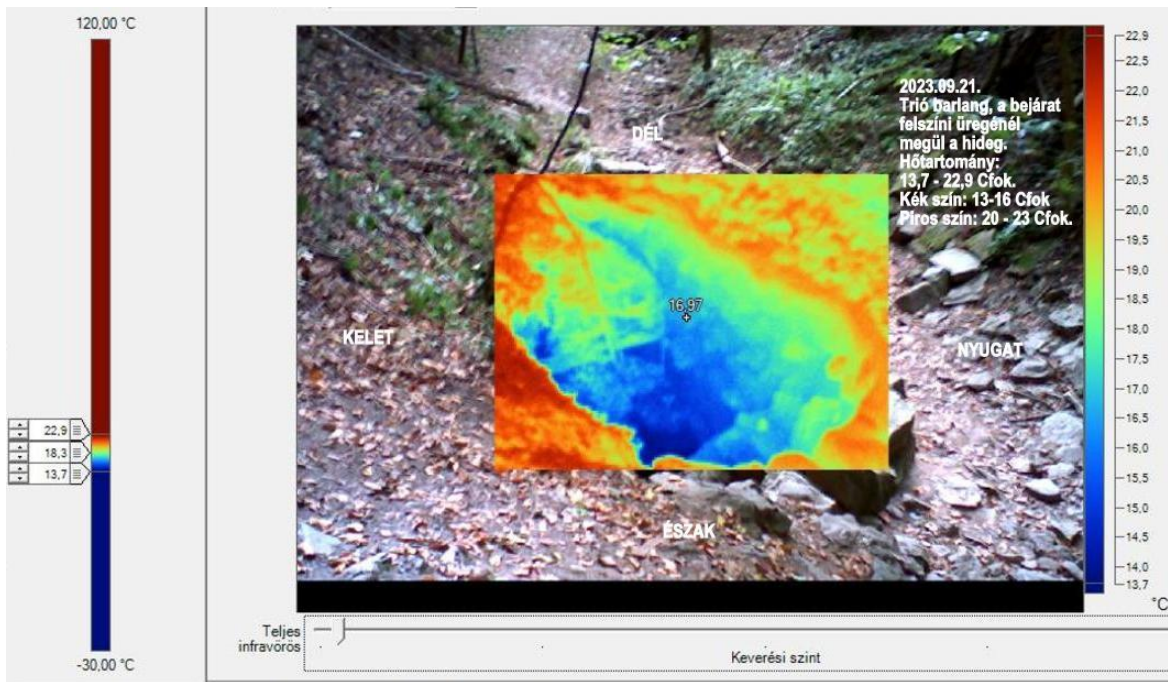 120,00 °C
22,9
18,3
13,7
-30,00 °C
2023.09.21.
Trió barlang, a bejárat
felszíni üregénél
megül a hideg.
Hőtartomány:
13,7 - 22,9 Cfok.
Kék szín: 13-16 Cfok
Piros szín: 20 - 23 Cfok.
DÉL
16,97
KELET
NYUGAT
ÉSZAK
22,9
22,5
22,0
21,5
21,0
20,5
20,0
19,5
19,0
18,5
18,0
17,5
17,0
16,5
16,0
15,5
15,0
14,5
14,0
13,7
°C
Teljes
infravörös
Keverési szint